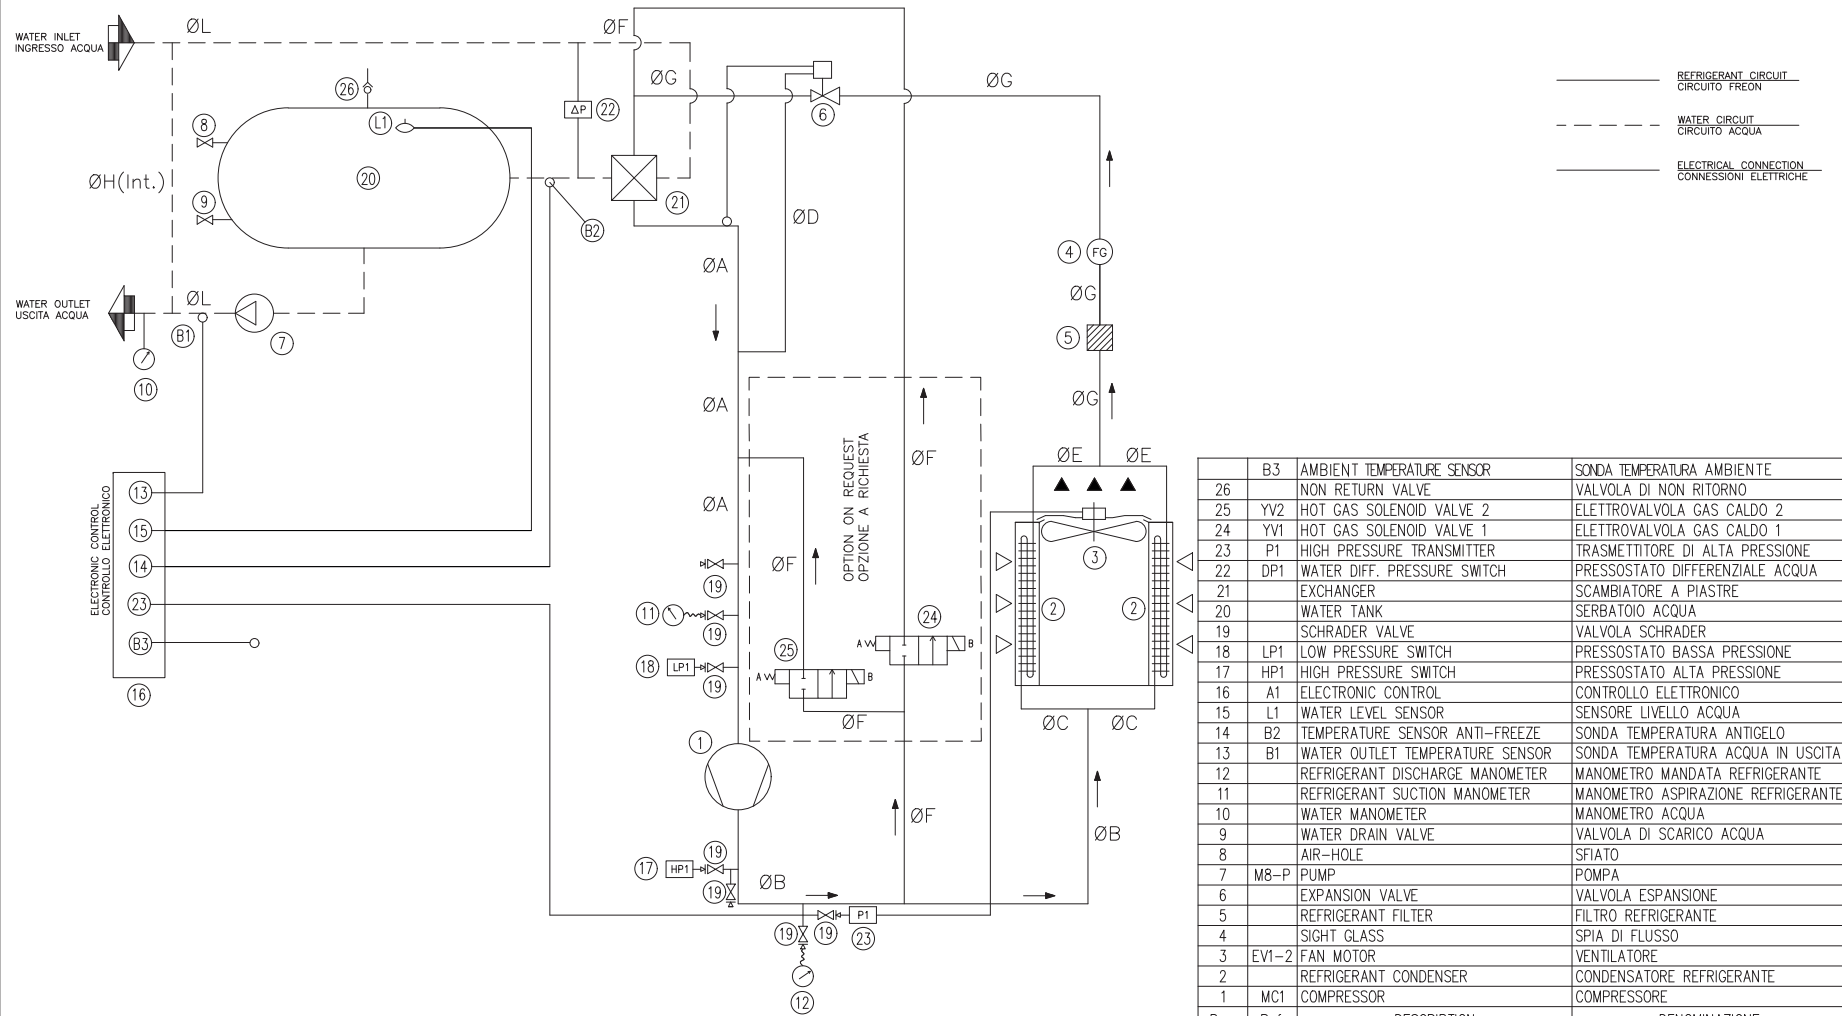 WATER INLET
INGRESSO ACQUA
ØL
ØF
ØG
ØG
26
L1
8
ΔP
22
6
ØH(Int.)
20
9
21
B2
ØD
WATER OUTLET
USCITA ACQUA
ØL
B1
7
10
ØA
ØA
ØA
4
FG
ØG
5
ØG
REFRIGERANT CIRCUIT
CIRCUITO FREON
WATER CIRCUIT
CIRCUITO ACQUA
ELECTRICAL CONNECTION
CONNESSIONI ELETTRICHE
ELECTRONIC CONTROL
CONTROLLO ELETTRONICO
13
15
14
23
B3
16
OPTION ON REQUEST
OPZIONE A RICHIESTA
ØF
ØF
19
11
19
18
LP1
19
24
A
B
25
A
B
ØF
1
ØF
ØE
ØE
3
2
2
ØC
ØC
ØB
17
HP1
19
19
ØB
19
19
P1
23
12
B3 AMBIENT TEMPERATURE SENSOR SONDA TEMPERATURA AMBIENTE
26 NON RETURN VALVE VALVOLA DI NON RITORNO
25 YV2 HOT GAS SOLENOID VALVE 2 ELETTROVALVOLA GAS CALDO 2
24 YV1 HOT GAS SOLENOID VALVE 1 ELETTROVALVOLA GAS CALDO 1
23 P1 HIGH PRESSURE TRANSMITTER TRASMETTITORE DI ALTA PRESSIONE
22 DP1 WATER DIFF. PRESSURE SWITCH PRESSOSTATO DIFFERENZIALE ACQUA
21 EXCHANGER SCAMBIATORE A PIASTRE
20 WATER TANK SERBATOIO ACQUA
19 SCHRADER VALVE VALVOLA SCHRADER
18 LP1 LOW PRESSURE SWITCH PRESSOSTATO BASSA PRESSIONE
17 HP1 HIGH PRESSURE SWITCH PRESSOSTATO ALTA PRESSIONE
16 A1 ELECTRONIC CONTROL CONTROLLO ELETTRONICO
15 L1 WATER LEVEL SENSOR SENSORE LIVELLO ACQUA
14 B2 TEMPERATURE SENSOR ANTI-FREEZE SONDA TEMPERATURA ANTIGELO
13 B1 WATER OUTLET TEMPERATURE SENSOR SONDA TEMPERATURA ACQUA IN USCITA
12 REFRIGERANT DISCHARGE MANOMETER MANOMETRO MANDATA REFRIGERANTE
11 REFRIGERANT SUCTION MANOMETER MANOMETRO ASPIRAZIONE REFRIGERANTE
10 WATER MANOMETER MANOMETRO ACQUA
9 WATER DRAIN VALVE VALVOLA DI SCARICO ACQUA
8 AIR-HOLE SFIATO
7 M8-P PUMP POMPA
6 EXPANSION VALVE VALVOLA ESPANSIONE
5 REFRIGERANT FILTER FILTRO REFRIGERANTE
4 SIGHT GLASS SPIA DI FLUSSO
3 EV1-2 FAN MOTOR VENTILATORE
2 REFRIGERANT CONDENSER CONDENSATORE REFRIGERANTE
1 MC1 COMPRESSOR COMPRESSORE
DESCRIPTION DENOMINAZIONE